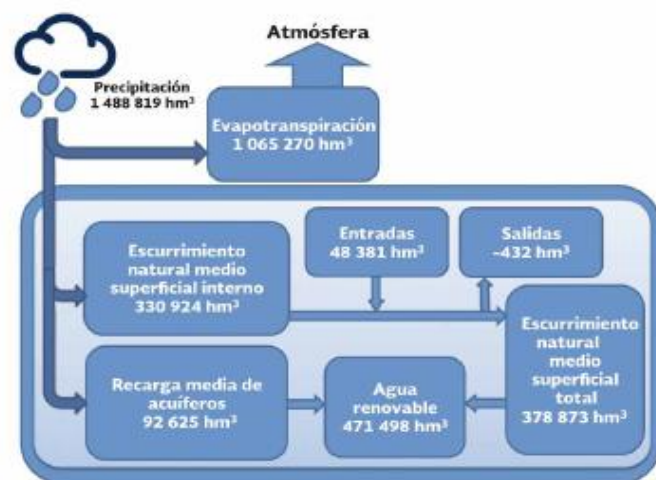 Atmósfera
Precipitación
1 488 819 hm³
Evapotranspiración
1 065 270 hm³
Escurrimiento
natural medio
superficial interno
330 924 hm³
Entradas
48 381 hm³
Salidas
-432 hm³
Escurrimiento
natural
medio
superficial
total
378 873 hm³
Recarga media de
acuíferos
92 625 hm³
Agua
renovable
471 498 hm³